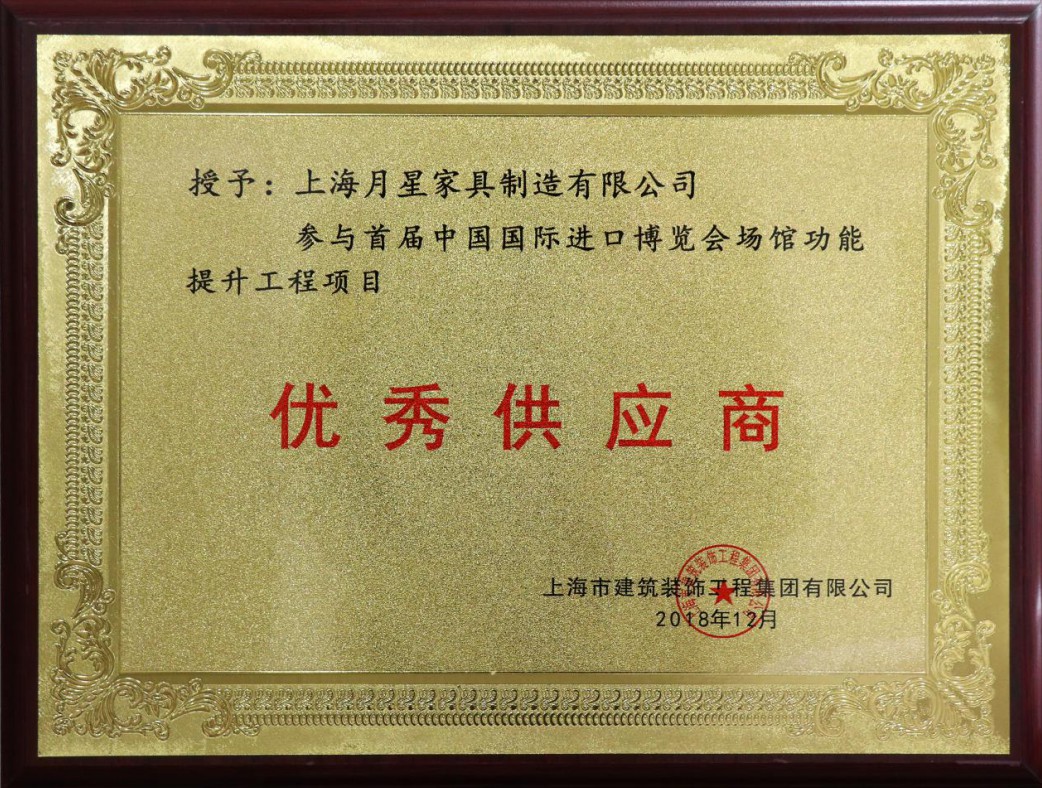 授予：上海月星家具制造有限公司
参与首届中国国际进口博览会场馆功能
提升工程项目
优秀供应商
上海市建筑装饰工程集团有限公司
2018年12月